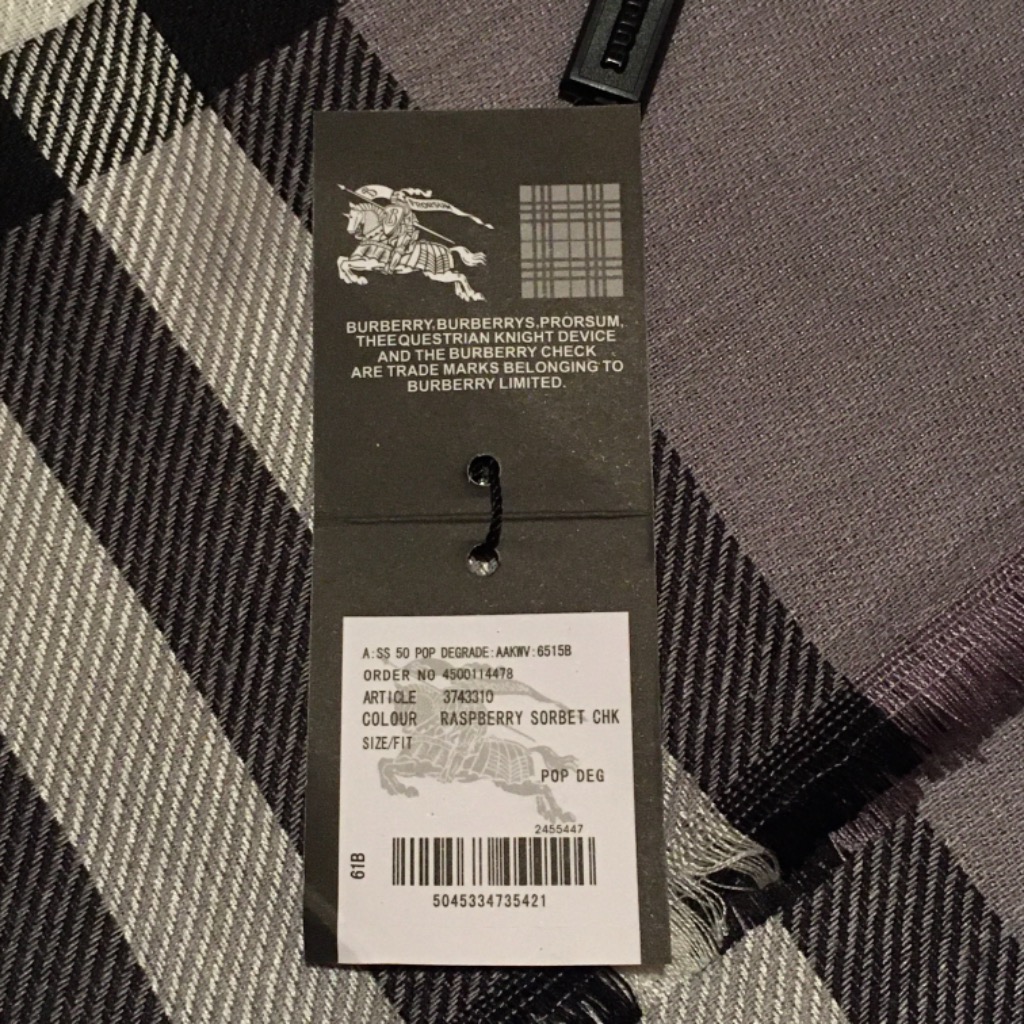 PRORSUM
BURBERRY.BURBERRYS.PRORSUM,
THEEQUESTRIAN KNIGHT DEVICE
AND THE BURBERRY CHECK
ARE TRADE MARKS BELONGING TO
BURBERRY LIMITED.
A:SS 50 POP DEGRADE:AAKWV:6515B
ORDER NO 4500114478
ARTICLE 3743310
COLOUR RASPBERRY SORBET CHK
SIZE/FIT
POP DEG
2455447
61B
5045334735421